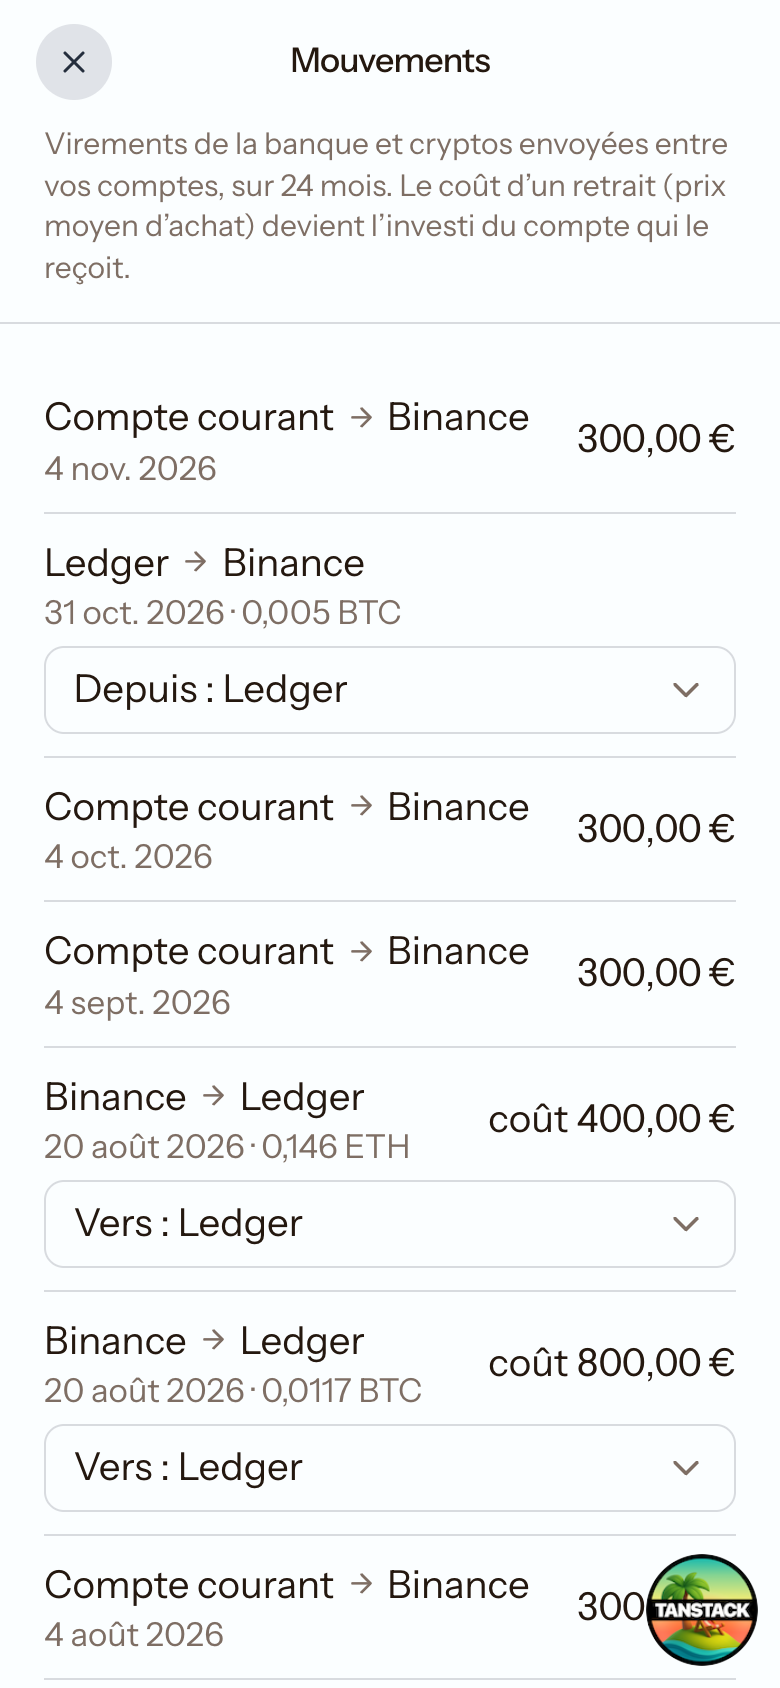 Mouvements
Virements de la banque et cryptos envoyées entre
vos comptes, sur 24 mois. Le coût d’un retrait (prix
moyen d’achat) devient l’investi du compte qui le
reçoit.
Compte courant → Binance
300,00 €
4 nov. 2026
Ledger → Binance
31 oct. 2026 · 0,005 BTC
Depuis : Ledger
Compte courant → Binance
300,00 €
4 oct. 2026
Compte courant → Binance
300,00 €
4 sept. 2026
Binance → Ledger
coût 400,00 €
20 août 2026 · 0,146 ETH
Vers : Ledger
Binance → Ledger
coût 800,00 €
20 août 2026 · 0,0117 BTC
Vers : Ledger
Compte courant → Binance
300
TANSTACK
4 août 2026